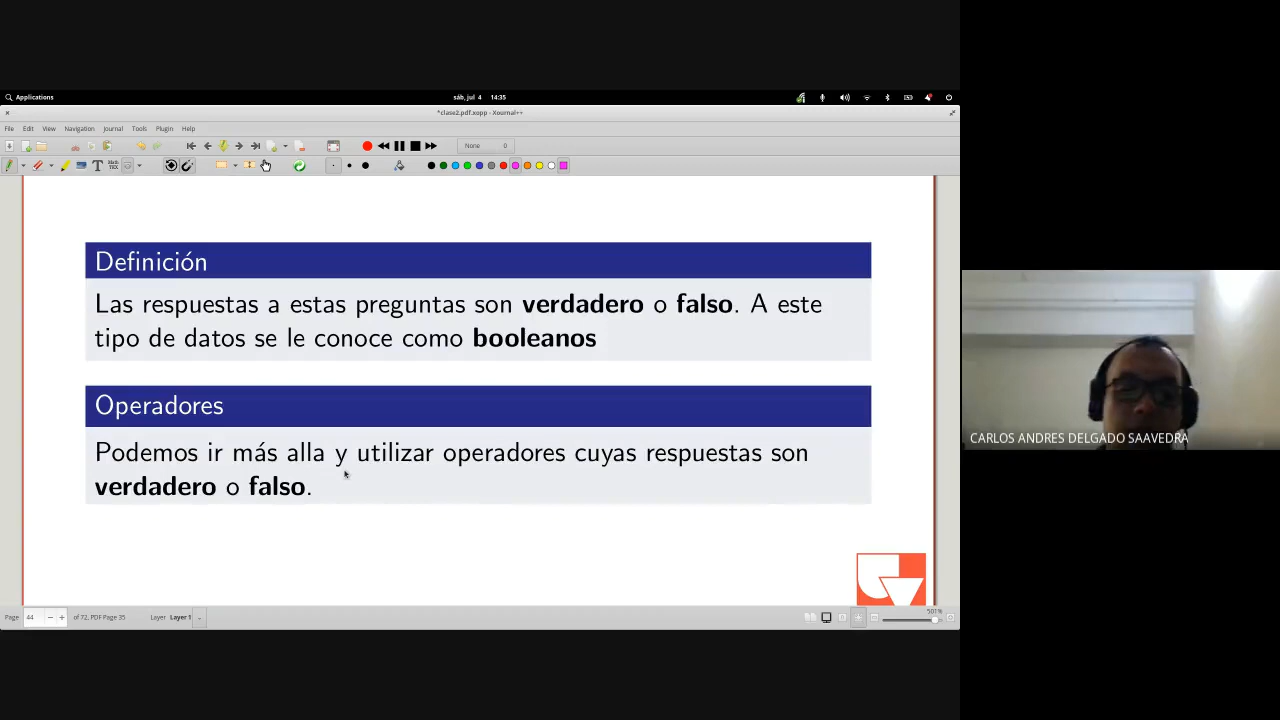 Applications
sáb, jul 4 14:35
*clase2.pdf.xopp - Xournal++
File Edit View Navigation Journal Tools Plugin Help
None 0
Definición
Las respuestas a estas preguntas son verdadero o falso. A este
tipo de datos se le conoce como booleanos
Operadores
Podemos ir más alla y utilizar operadores cuyas respuestas son
verdadero o falso.
CARLOS ANDRES DELGADO SAAVEDRA
Page 44 of 72, PDF Page 35 Layer Layer 1
501%